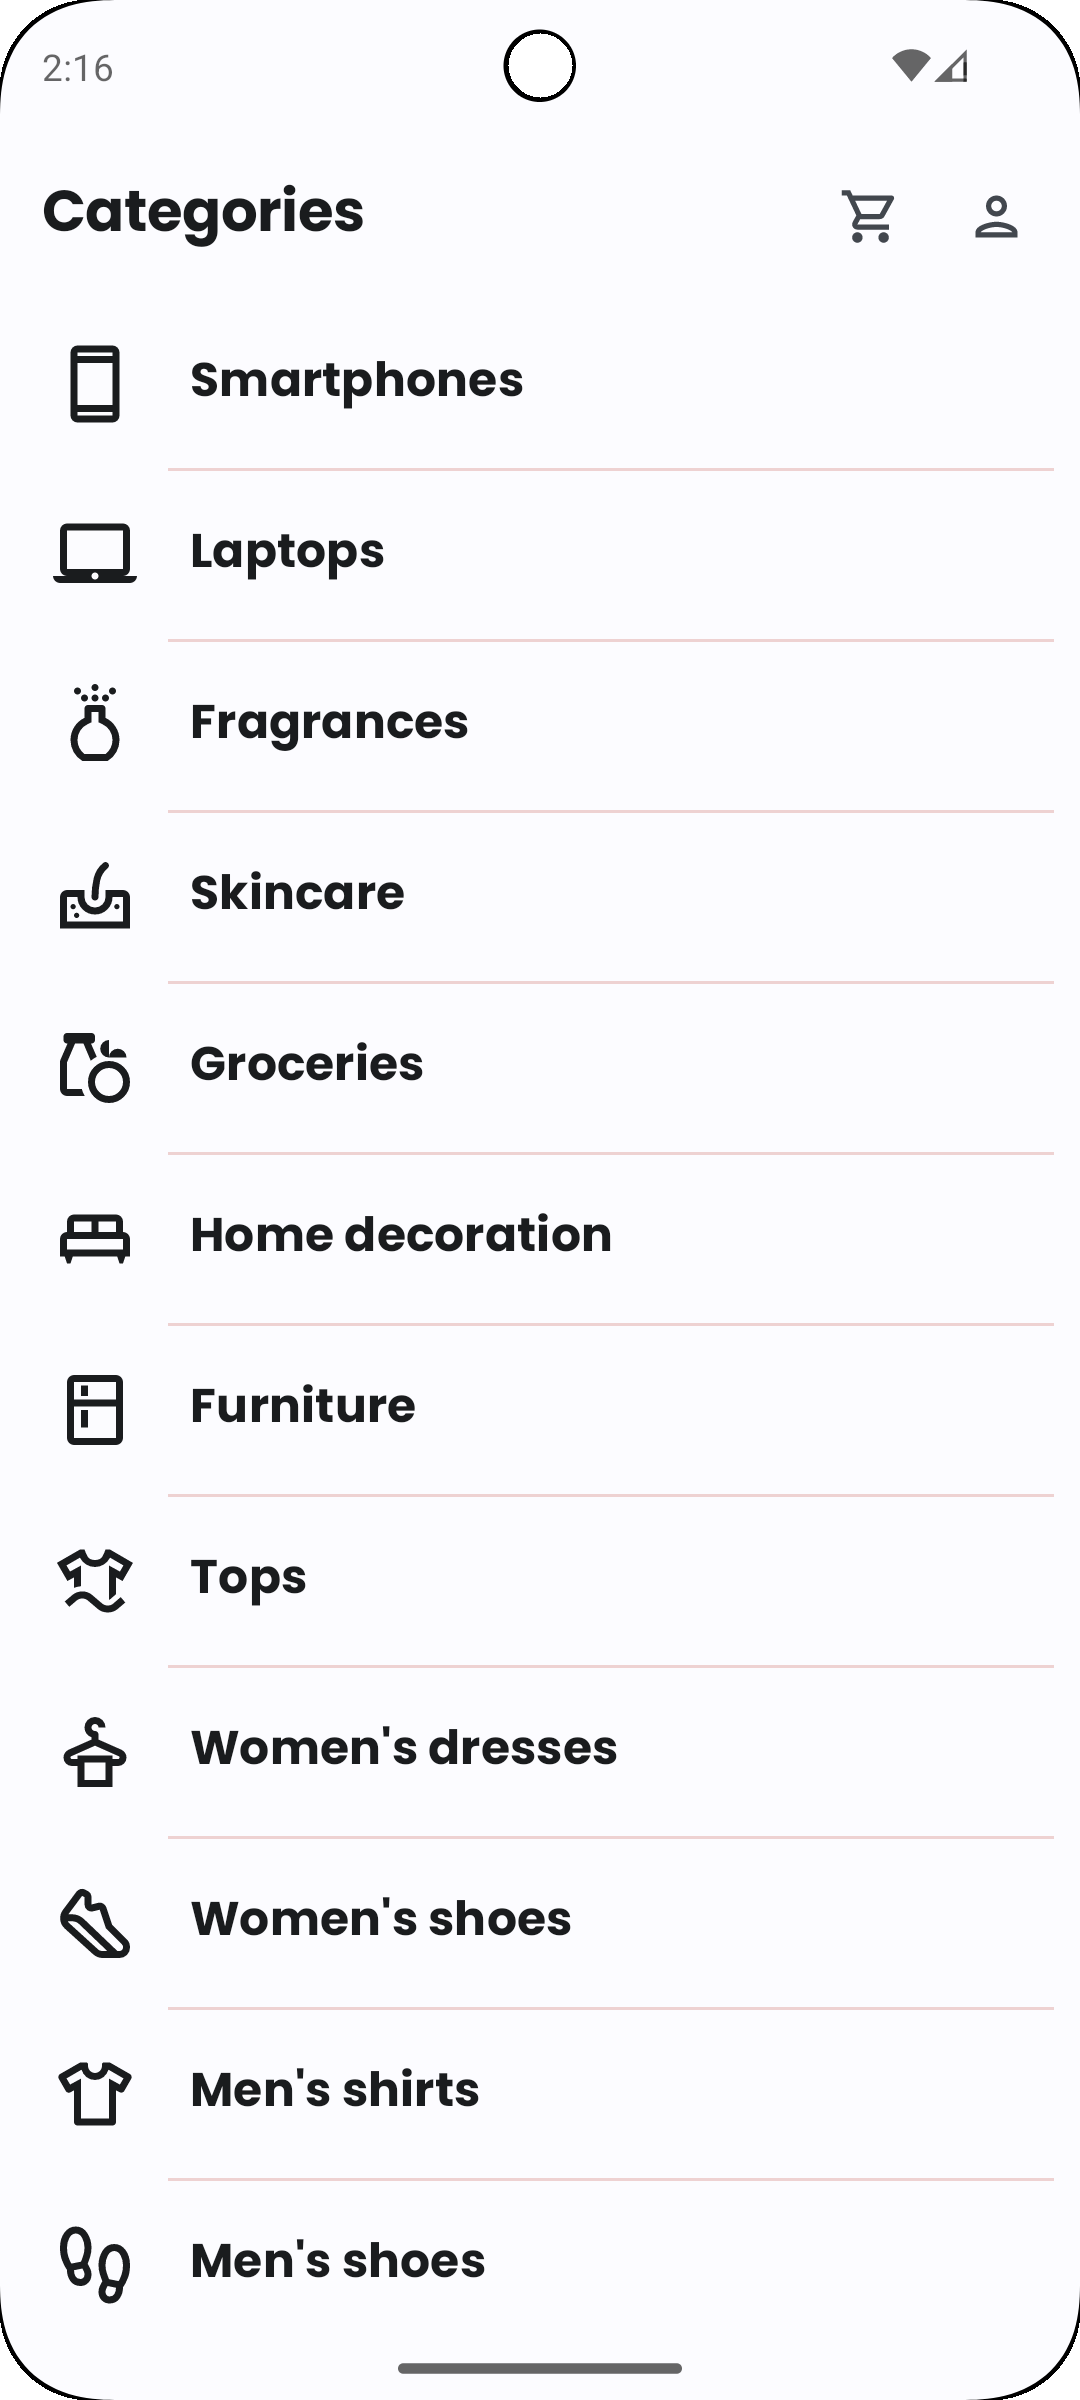 2:16
Categories
Smartphones
Laptops
Fragrances
Skincare
Groceries
Home decoration
Furniture
Tops
Women's dresses
Women's shoes
Men's shirts
Men's shoes